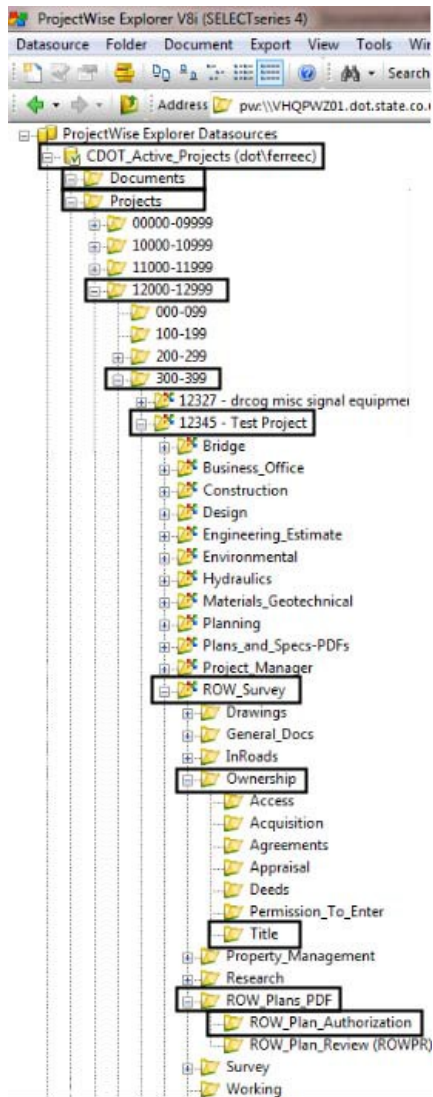 ProjectWise Explorer V8i (SELECTseries 4)
Datasource Folder Document Export View Tools
Search
Address pw:\\VHQPWZ01.dot.state.co.
ProjectWise Explorer Datasources
CDOT_Active_Projects (dot\ferreec)
Documents
Projects
00000-09999
10000-10999
11000-11999
12000-12999
000-099
100-199
200-299
300-399
12327 - drcog misc signal equipmen
12345 - Test Project
Bridge
Business_Office
Construction
Design
Engineering_Estimate
Environmental
Hydraulics
Materials_Geotechnical
Planning
Plans_and_Specs-PDFs
Project_Manager
ROW_Survey
Drawings
General_Docs
InRoads
Ownership
Access
Acquisition
Agreements
Appraisal
Deeds
Permission_To_Enter
Title
Property_Management
Research
ROW_Plans_PDF
ROW_Plan_Authorization
ROW_Plan_Review (ROWPR)
Survey
Working